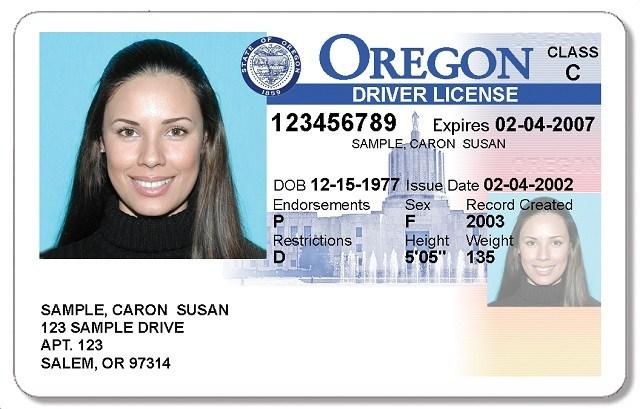 STATE OF OREGON
1859
OREGON
CLASS
C
DRIVER LICENSE
123456789 Expires 02-04-2007
SAMPLE, CARON SUSAN
DOB 12-15-1977 Issue Date 02-04-2002
Endorsements Sex Record Created
P F 2003
Restrictions Height Weight
D 5'05" 135
SAMPLE, CARON SUSAN
123 SAMPLE DRIVE
APT. 123
SALEM, OR 97314